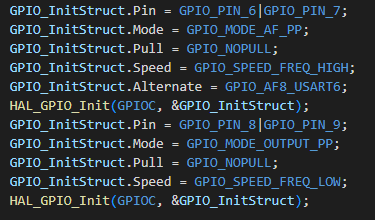 GPIO_InitStruct.Pin = GPIO_PIN_6|GPIO_PIN_7;
GPIO_InitStruct.Mode = GPIO_MODE_AF_PP;
GPIO_InitStruct.Pull = GPIO_NOPULL;
GPIO_InitStruct.Speed = GPIO_SPEED_FREQ_HIGH;
GPIO_InitStruct.Alternate = GPIO_AF8_USART6;
HAL_GPIO_Init(GPIOC, &GPIO_InitStruct);
GPIO_InitStruct.Pin = GPIO_PIN_8|GPIO_PIN_9;
GPIO_InitStruct.Mode = GPIO_MODE_OUTPUT_PP;
GPIO_InitStruct.Pull = GPIO_NOPULL;
GPIO_InitStruct.Speed = GPIO_SPEED_FREQ_LOW;
HAL_GPIO_Init(GPIOC, &GPIO_InitStruct);